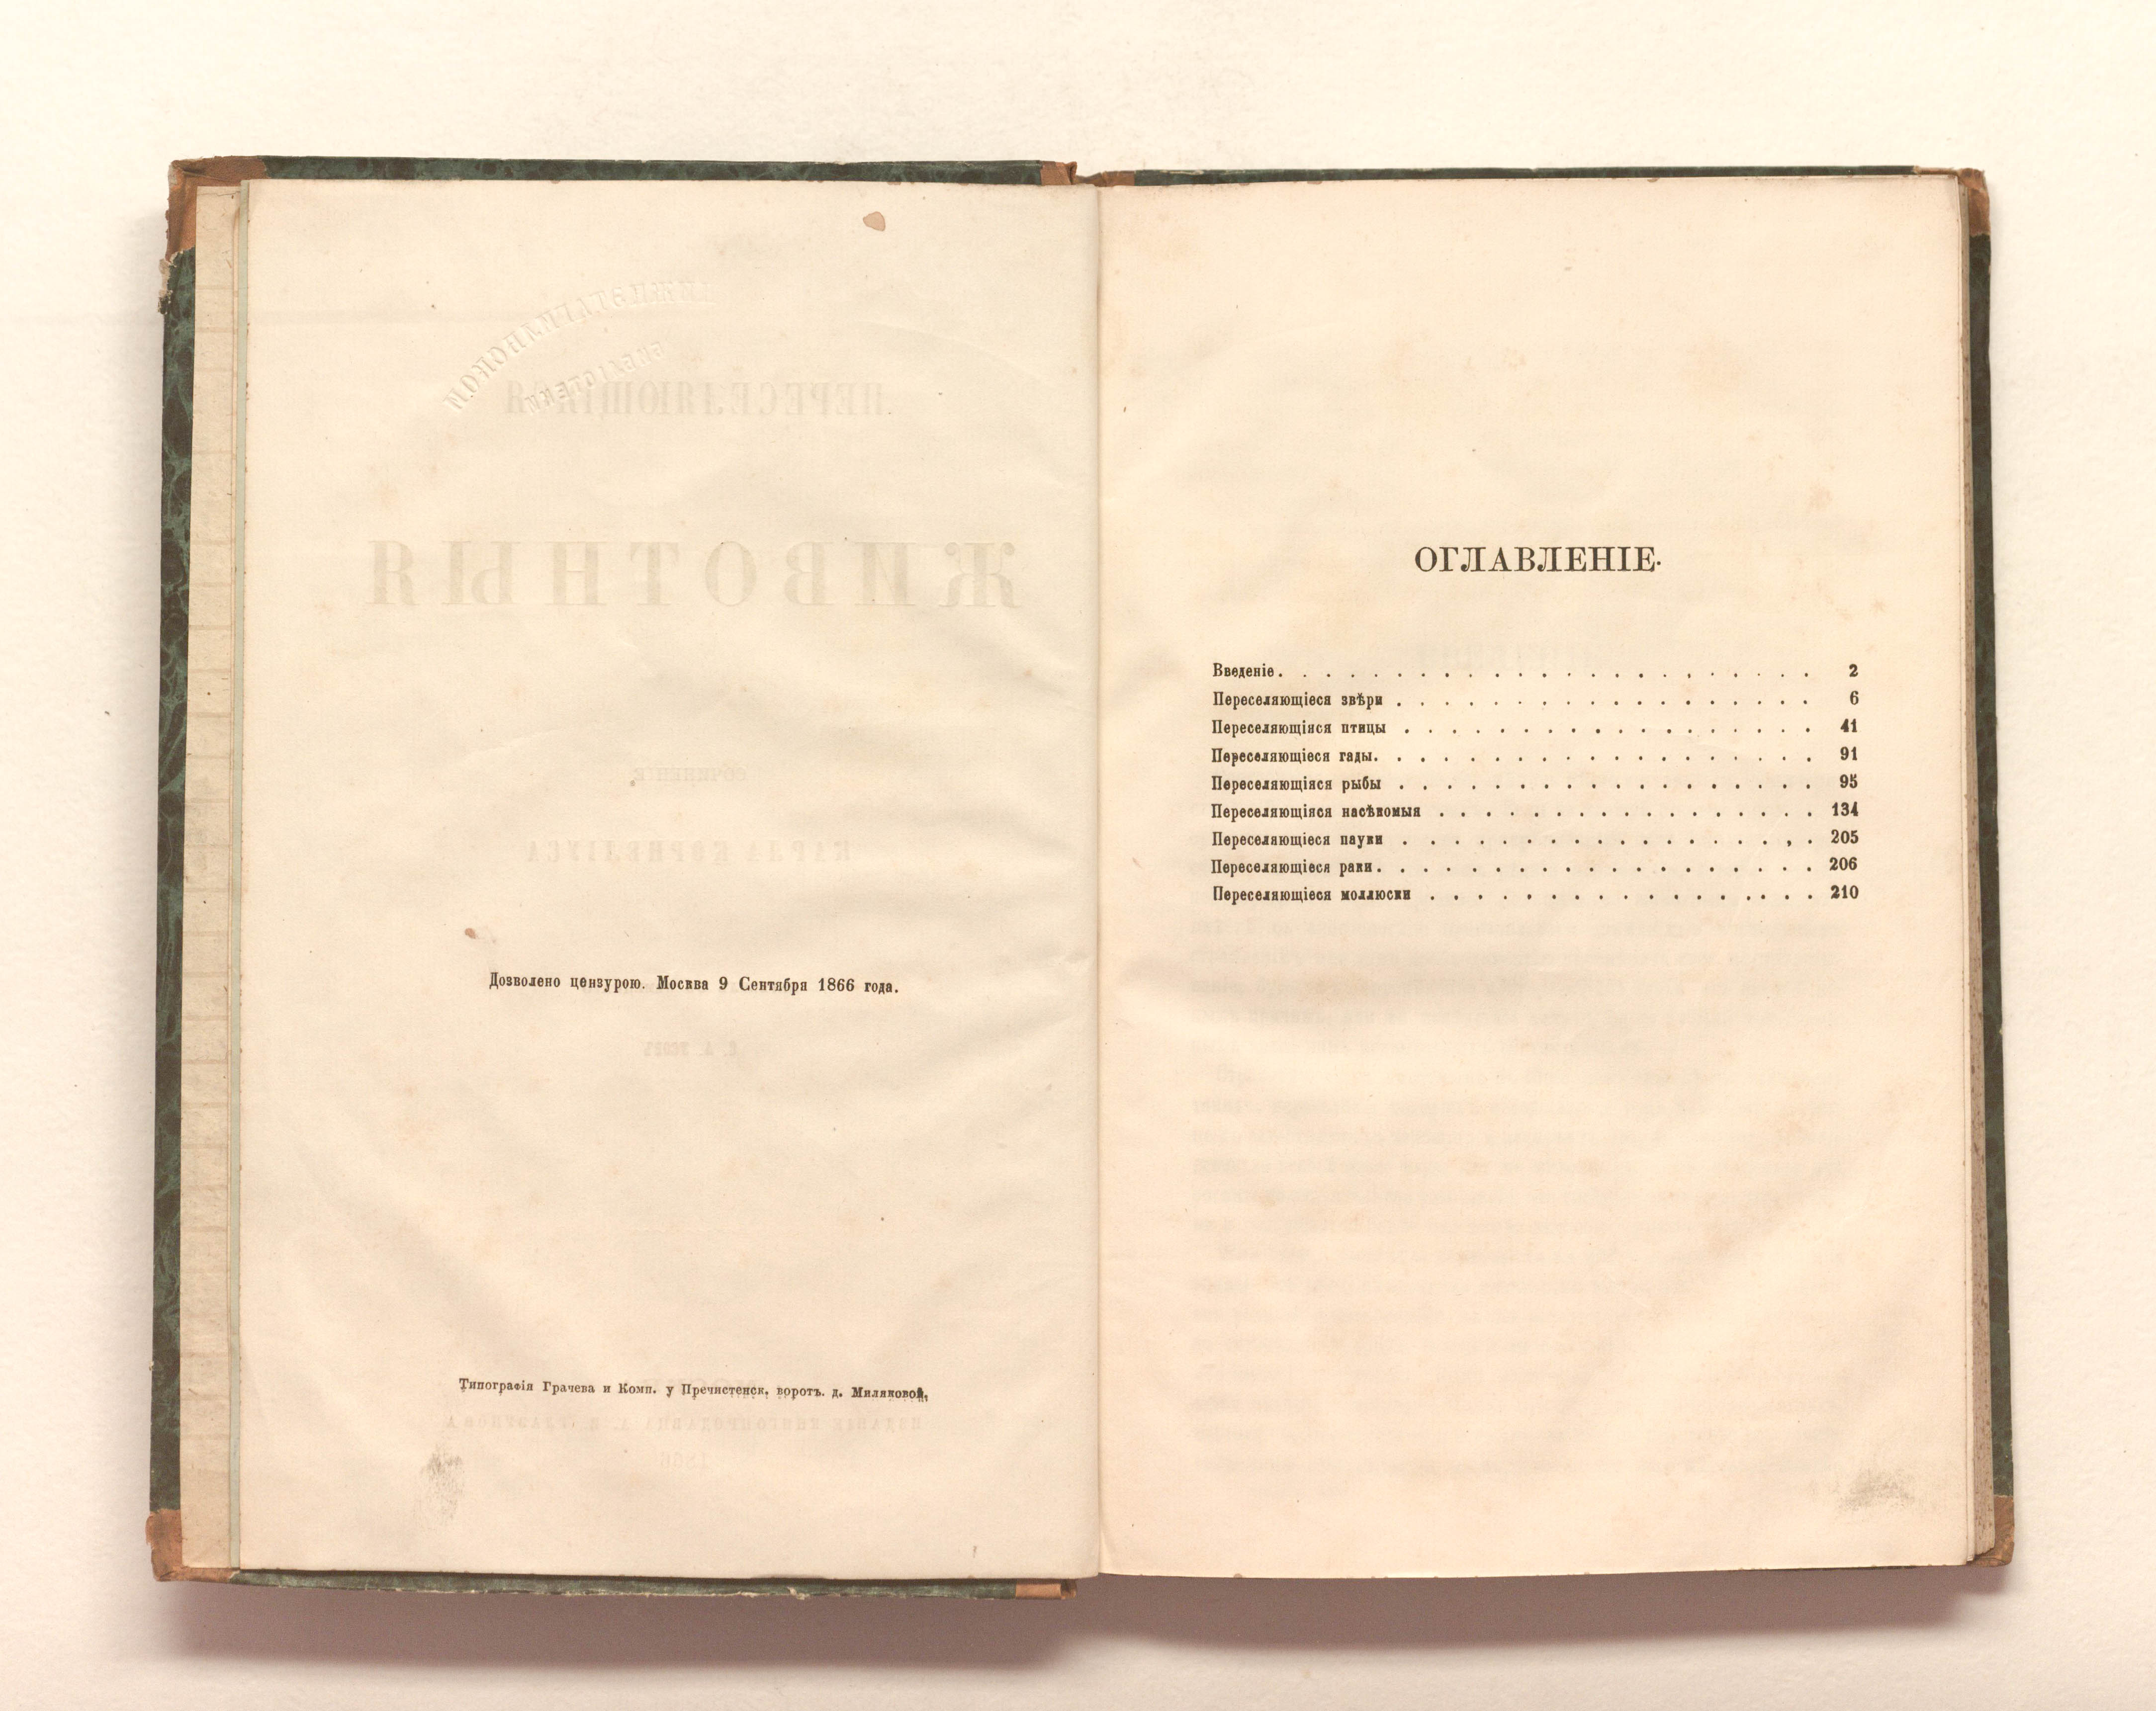 Дозволено цензурою. Москва 9 Сентября 1866 года.
Типографія Грачева и Комп. у Пречистенск. воротъ. д. Миляковой,
ОГЛАВЛЕНІЕ.
Введеніе. . . . . . . . . . . . . . . . . . . . . . . 2
Переселяющіеся звѣри . . . . . . . . . . . . . . . . . . 6
Переселяющіяся птицы . . . . . . . . . . . . . . . . . . 41
Переселяющіеся гады. . . . . . . . . . . . . . . . . . . 91
Переселяющіяся рыбы . . . . . . . . . . . . . . . . . . 95
Переселяющіяся насѣкомыя . . . . . . . . . . . . . . . . 134
Переселяющіеся пауки . . . . . . . . . . . . . . . . , . 205
Переселяющіеся раки. . . . . . . . . . . . . . . . . . . 206
Переселяющіеся моллюски . . . . . . . . . . . . . . . . . 210